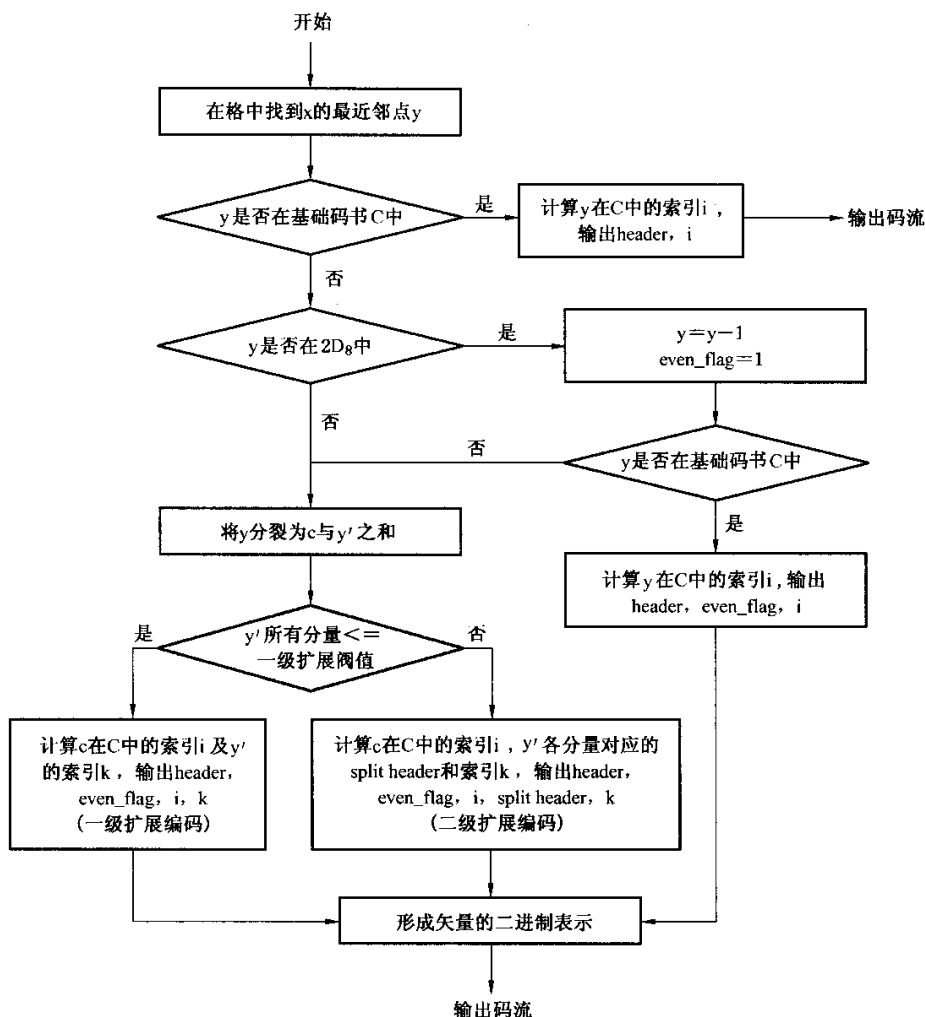 开始
在格中找到x的最近邻点y
y是否在基础码书C中
是
计算y在C中的索引i,
输出header, i
输出码流
否
y是否在2D₈中
是
y=y-1
even_flag=1
否
否
y是否在基础码书C中
将y分裂为c与y′之和
是
计算y在C中的索引i,输出
header, even_flag, i
是
y′所有分量<=
一级扩展阀值
否
计算c在C中的索引i及y′
的索引k, 输出header,
even_flag, i, k
(一级扩展编码)
计算c在C中的索引i, y′各分量对应的
split header和索引k, 输出header,
even_flag, i, split header, k
(二级扩展编码)
形成矢量的二进制表示
输出码流